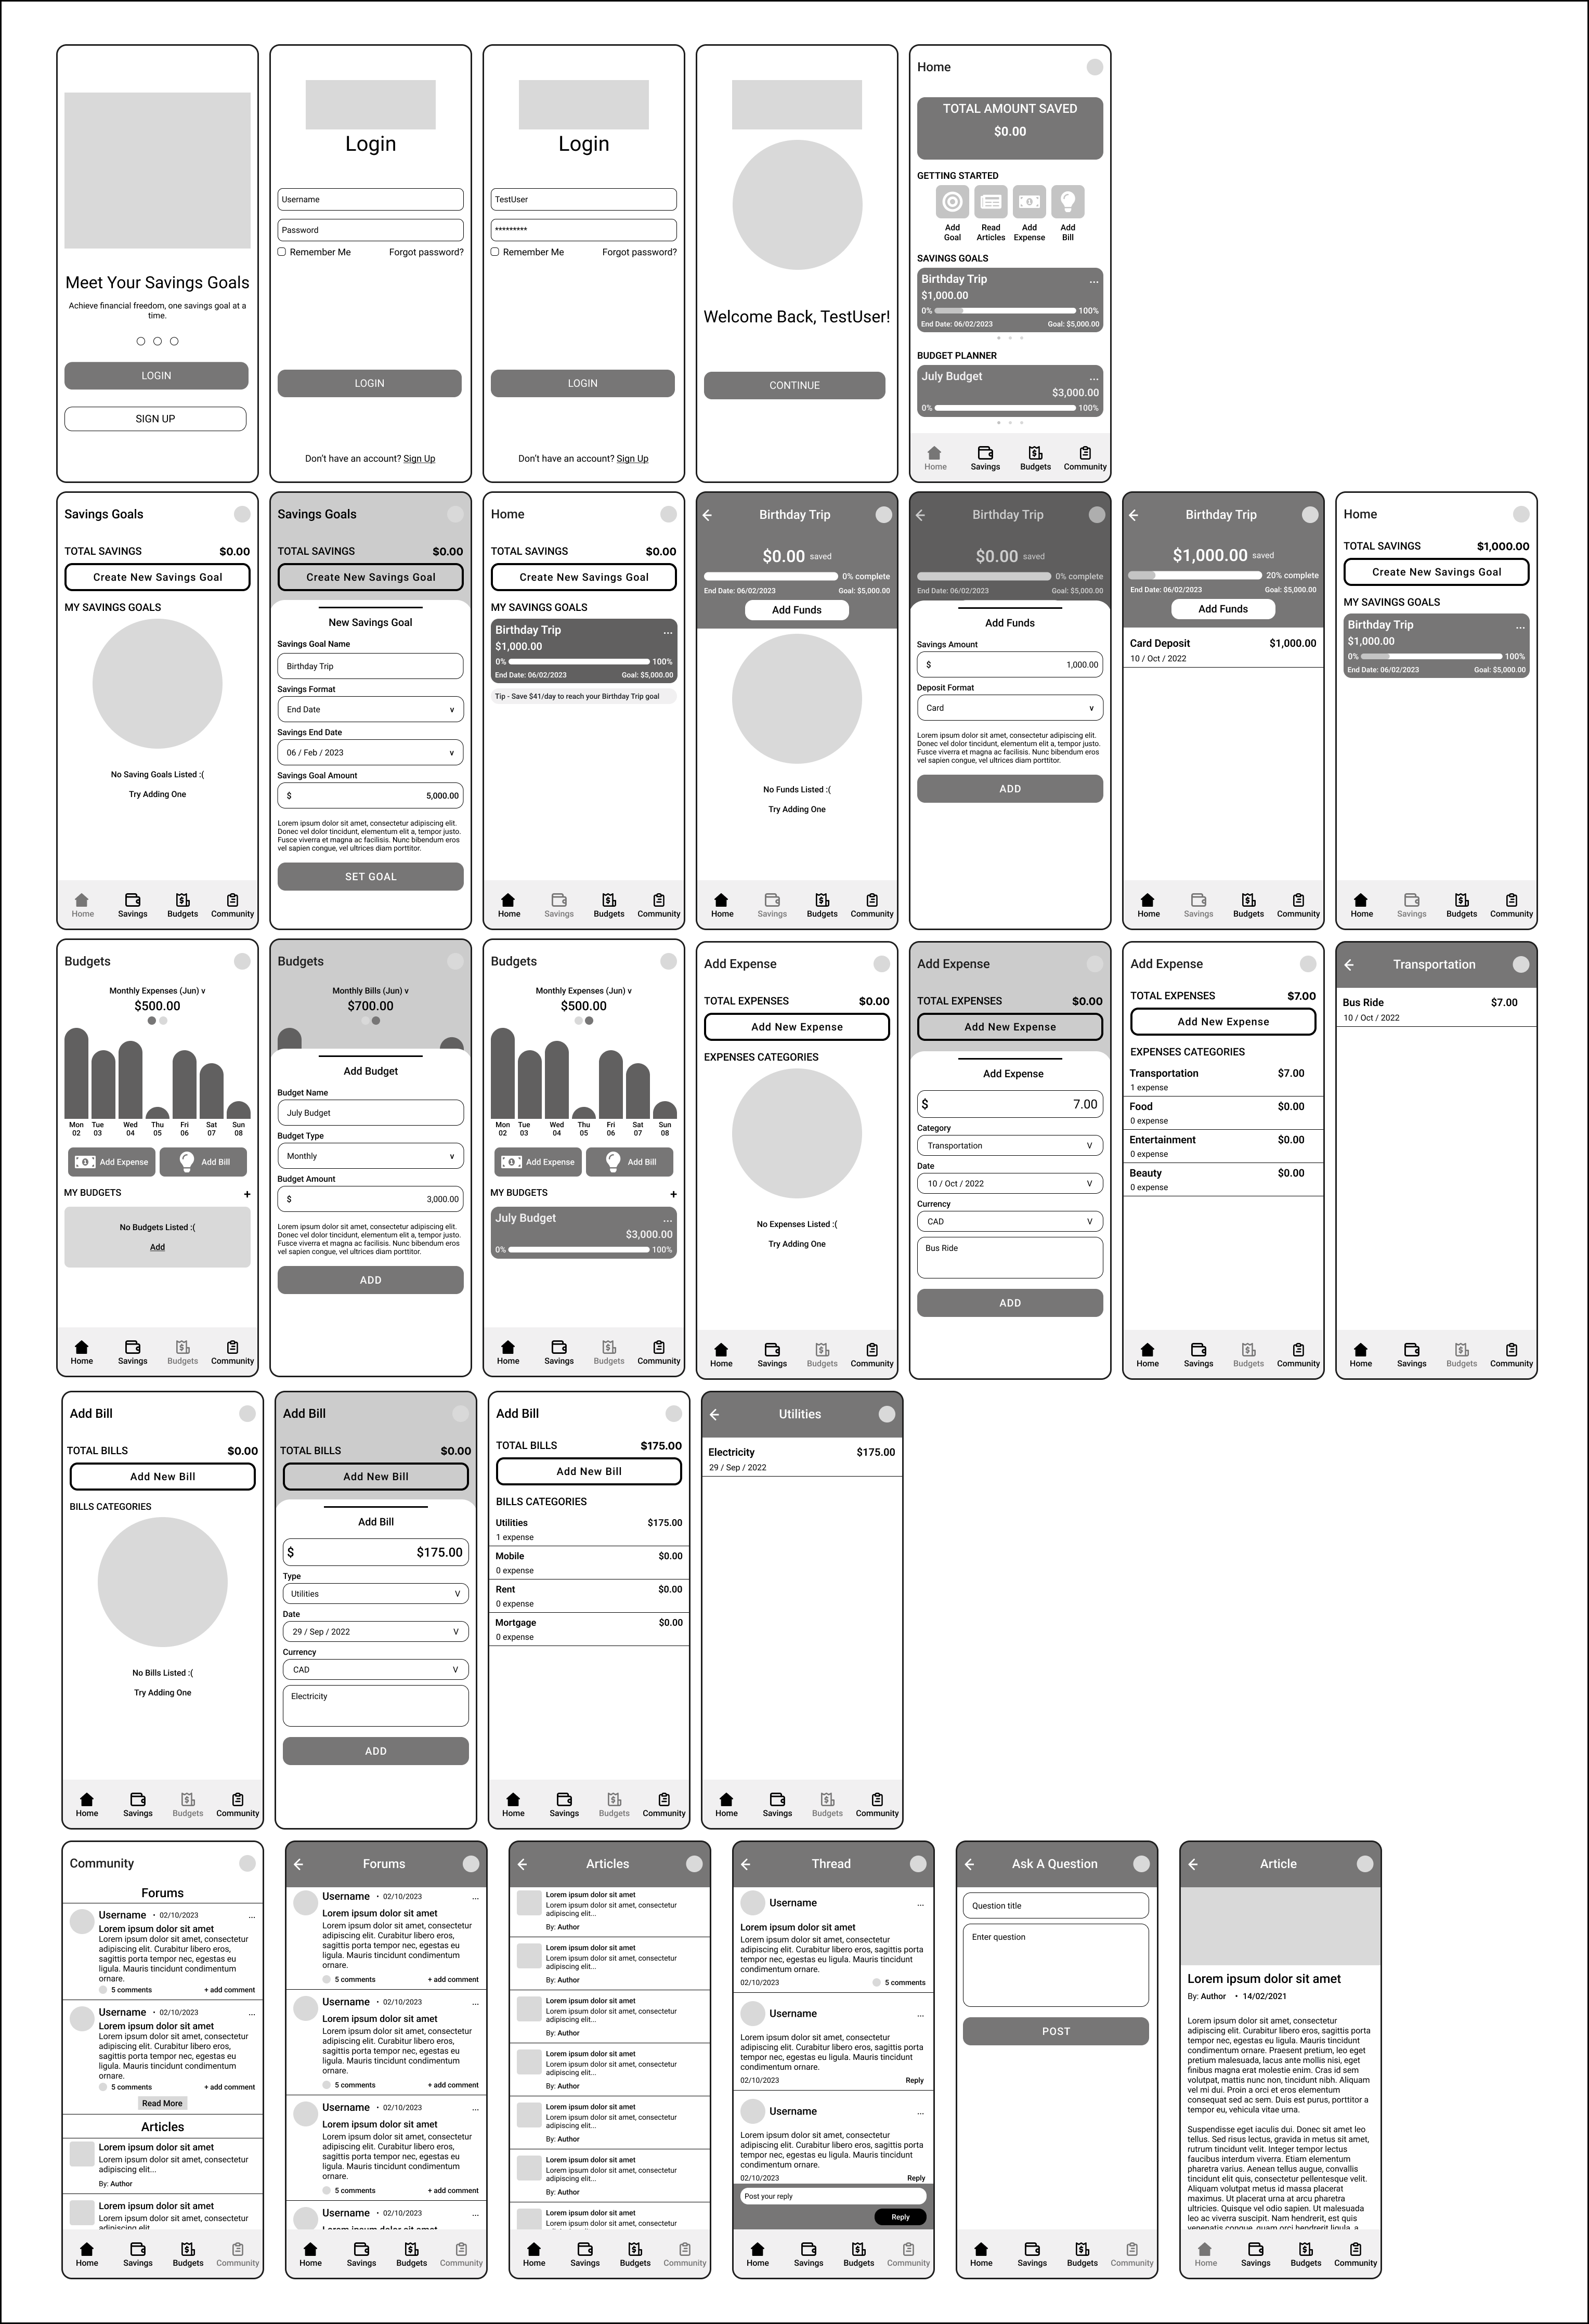 Meet Your Savings Goals
Achieve financial freedom, one savings goal at a
time.
LOGIN
SIGN UP
Login
Username
Password
Remember Me Forgot password?
LOGIN
Don't have an account? Sign Up
Login
TestUser
*********
Remember Me Forgot password?
LOGIN
Don't have an account? Sign Up
Welcome Back, TestUser!
CONTINUE
Home
TOTAL AMOUNT SAVED
$0.00
GETTING STARTED
Add Goal
Read Articles
Add Expense
Add Bill
SAVINGS GOALS
Birthday Trip ...
$1,000.00
0% 100%
End Date: 06/02/2023 Goal: $5,000.00
BUDGET PLANNER
July Budget ...
$3,000.00
0% 100%
Home Savings Budgets Community
Savings Goals
TOTAL SAVINGS $0.00
Create New Savings Goal
MY SAVINGS GOALS
No Saving Goals Listed :(
Try Adding One
Home Savings Budgets Community
Savings Goals
TOTAL SAVINGS $0.00
Create New Savings Goal
New Savings Goal
Savings Goal Name
Birthday Trip
Savings Format
End Date v
Savings End Date
06 / Feb / 2023 v
Savings Goal Amount
$ 5,000.00
Lorem ipsum dolor sit amet, consectetur adipiscing elit.
Donec vel dolor tincidunt, elementum elit a, tempor justo.
Fusce viverra et magna ac facilisis. Nunc bibendum eros
vel sapien congue, vel ultrices diam porttitor.
SET GOAL
Home
TOTAL SAVINGS $0.00
Create New Savings Goal
MY SAVINGS GOALS
Birthday Trip ...
$1,000.00
0% 100%
End Date: 06/02/2023 Goal: $5,000.00
Tip - Save $41/day to reach your Birthday Trip goal
Home Savings Budgets Community
Birthday Trip
$0.00 saved
0% complete
End Date: 06/02/2023 Goal: $5,000.00
Add Funds
No Funds Listed :(
Try Adding One
Home Savings Budgets Community
Birthday Trip
$0.00 saved
0% complete
End Date: 06/02/2023 Goal: $5,000.00
Add Funds
Savings Amount
$ 1,000.00
Deposit Format
Card v
Lorem ipsum dolor sit amet, consectetur adipiscing elit.
Donec vel dolor tincidunt, elementum elit a, tempor justo.
Fusce viverra et magna ac facilisis. Nunc bibendum eros
vel sapien congue, vel ultrices diam porttitor.
ADD
Birthday Trip
$1,000.00 saved
20% complete
End Date: 06/02/2023 Goal: $5,000.00
Add Funds
Card Deposit $1,000.00
10 / Oct / 2022
Home Savings Budgets Community
Home
TOTAL SAVINGS $1,000.00
Create New Savings Goal
MY SAVINGS GOALS
Birthday Trip ...
$1,000.00
0% 100%
End Date: 06/02/2023 Goal: $5,000.00
Home Savings Budgets Community
Budgets
Monthly Expenses (Jun) v
$500.00
Mon Tue Wed Thu Fri Sat Sun
02 03 04 05 06 07 08
Add Expense Add Bill
MY BUDGETS +
No Budgets Listed :(
Add
Home Savings Budgets Community
Budgets
Monthly Bills (Jun) v
$700.00
Add Budget
Budget Name
July Budget
Budget Type
Monthly v
Budget Amount
$ 3,000.00
Lorem ipsum dolor sit amet, consectetur adipiscing elit.
Donec vel dolor tincidunt, elementum elit a, tempor justo.
Fusce viverra et magna ac facilisis. Nunc bibendum eros
vel sapien congue, vel ultrices diam porttitor.
ADD
Budgets
Monthly Expenses (Jun) v
$500.00
Mon Tue Wed Thu Fri Sat Sun
02 03 04 05 06 07 08
Add Expense Add Bill
MY BUDGETS +
July Budget ...
$3,000.00
0% 100%
Home Savings Budgets Community
Add Expense
TOTAL EXPENSES $0.00
Add New Expense
EXPENSES CATEGORIES
No Expenses Listed :(
Try Adding One
Home Savings Budgets Community
Add Expense
TOTAL EXPENSES $0.00
Add New Expense
Add Expense
$ 7.00
Category
Transportation V
Date
10 / Oct / 2022 V
Currency
CAD V
Bus Ride
ADD
Add Expense
TOTAL EXPENSES $7.00
Add New Expense
EXPENSES CATEGORIES
Transportation $7.00
1 expense
Food $0.00
0 expense
Entertainment $0.00
0 expense
Beauty $0.00
0 expense
Home Savings Budgets Community
Transportation
Bus Ride $7.00
10 / Oct / 2022
Home Savings Budgets Community
Add Bill
TOTAL BILLS $0.00
Add New Bill
BILLS CATEGORIES
No Bills Listed :(
Try Adding One
Home Savings Budgets Community
Add Bill
TOTAL BILLS $0.00
Add New Bill
Add Bill
$ $175.00
Type
Utilities V
Date
29 / Sep / 2022 V
Currency
CAD V
Electricity
ADD
Add Bill
TOTAL BILLS $175.00
Add New Bill
BILLS CATEGORIES
Utilities $175.00
1 expense
Mobile $0.00
0 expense
Rent $0.00
0 expense
Mortgage $0.00
0 expense
Home Savings Budgets Community
Utilities
Electricity $175.00
29 / Sep / 2022
Home Savings Budgets Community
Community
Forums
Username • 02/10/2023 ...
Lorem ipsum dolor sit amet
Lorem ipsum dolor sit amet, consectetur
adipiscing elit. Curabitur libero eros,
sagittis porta tempor nec, egestas eu
ligula. Mauris tincidunt condimentum
ornare.
5 comments + add comment
Username • 02/10/2023 ...
Lorem ipsum dolor sit amet
Lorem ipsum dolor sit amet, consectetur
adipiscing elit. Curabitur libero eros,
sagittis porta tempor nec, egestas eu
ligula. Mauris tincidunt condimentum
ornare.
5 comments + add comment
Read More
Articles
Lorem ipsum dolor sit amet
Lorem ipsum dolor sit amet, consectetur
adipiscing elit...
By: Author
Lorem ipsum dolor sit amet
Lorem ipsum dolor sit amet, consectetur
adipiscing elit
Home Savings Budgets Community
Forums
Username • 02/10/2023 ...
Lorem ipsum dolor sit amet
Lorem ipsum dolor sit amet, consectetur
adipiscing elit. Curabitur libero eros,
sagittis porta tempor nec, egestas eu
ligula. Mauris tincidunt condimentum
ornare.
5 comments + add comment
Username • 02/10/2023 ...
Lorem ipsum dolor sit amet
Lorem ipsum dolor sit amet, consectetur
adipiscing elit. Curabitur libero eros,
sagittis porta tempor nec, egestas eu
ligula. Mauris tincidunt condimentum
ornare.
5 comments + add comment
Username • 02/10/2023 ...
Lorem ipsum dolor sit amet
Lorem ipsum dolor sit amet, consectetur
adipiscing elit. Curabitur libero eros,
sagittis porta tempor nec, egestas eu
ligula. Mauris tincidunt condimentum
ornare.
5 comments + add comment
Username • 02/10/2023 ...
Lorem ipsum dolor sit amet
Home Savings Budgets Community
Articles
Lorem ipsum dolor sit amet
Lorem ipsum dolor sit amet, consectetur
adipiscing elit...
By: Author
Lorem ipsum dolor sit amet
Lorem ipsum dolor sit amet, consectetur
adipiscing elit...
By: Author
Lorem ipsum dolor sit amet
Lorem ipsum dolor sit amet, consectetur
adipiscing elit...
By: Author
Lorem ipsum dolor sit amet
Lorem ipsum dolor sit amet, consectetur
adipiscing elit...
By: Author
Lorem ipsum dolor sit amet
Lorem ipsum dolor sit amet, consectetur
adipiscing elit...
By: Author
Lorem ipsum dolor sit amet
Lorem ipsum dolor sit amet, consectetur
adipiscing elit...
By: Author
Lorem ipsum dolor sit amet
Lorem ipsum dolor sit amet, consectetur
Home Savings Budgets Community
Thread
Username ...
Lorem ipsum dolor sit amet
Lorem ipsum dolor sit amet, consectetur
adipiscing elit. Curabitur libero eros, sagittis porta
tempor nec, egestas eu ligula. Mauris tincidunt
condimentum ornare.
02/10/2023 5 comments
Username ...
Lorem ipsum dolor sit amet, consectetur
adipiscing elit. Curabitur libero eros, sagittis porta
tempor nec, egestas eu ligula. Mauris tincidunt
condimentum ornare.
02/10/2023 Reply
Username ...
Lorem ipsum dolor sit amet, consectetur
adipiscing elit. Curabitur libero eros, sagittis porta
tempor nec, egestas eu ligula. Mauris tincidunt
condimentum ornare.
02/10/2023 Reply
Post your reply
Reply
Home Savings Budgets Community
Ask A Question
Question title
Enter question
POST
Home Savings Budgets Community
Article
Lorem ipsum dolor sit amet
By: Author • 14/02/2021
Lorem ipsum dolor sit amet, consectetur
adipiscing elit. Curabitur libero eros, sagittis porta
tempor nec, egestas eu ligula. Mauris tincidunt
condimentum ornare. Praesent pretium, leo eget
pretium malesuada, lacus ante mollis nisi, eget
finibus magna erat molestie enim. Cras id sem
volutpat, mattis nunc non, tincidunt nibh. Aliquam
vel mi dui. Proin a orci et eros elementum
consequat sed ac sem. Duis est purus, porttitor a
tempor eu, vehicula vitae urna.
Suspendisse eget iaculis dui. Donec sit amet leo
tellus. Sed risus lectus, gravida in metus sit amet,
rutrum tincidunt velit. Integer tempor lectus
faucibus interdum viverra. Etiam elementum
pharetra varius. Aenean tellus augue, convallis
tincidunt elit quis, consectetur pellentesque velit.
Aliquam volutpat metus id massa placerat
maximus. Ut placerat urna at arcu pharetra
ultricies. Quisque vel odio sapien. Ut malesuada
leo ac viverra suscipit. Nam hendrerit, est quis
venenatis congue, quam orci hendrerit ligula, a
Home Savings Budgets Community